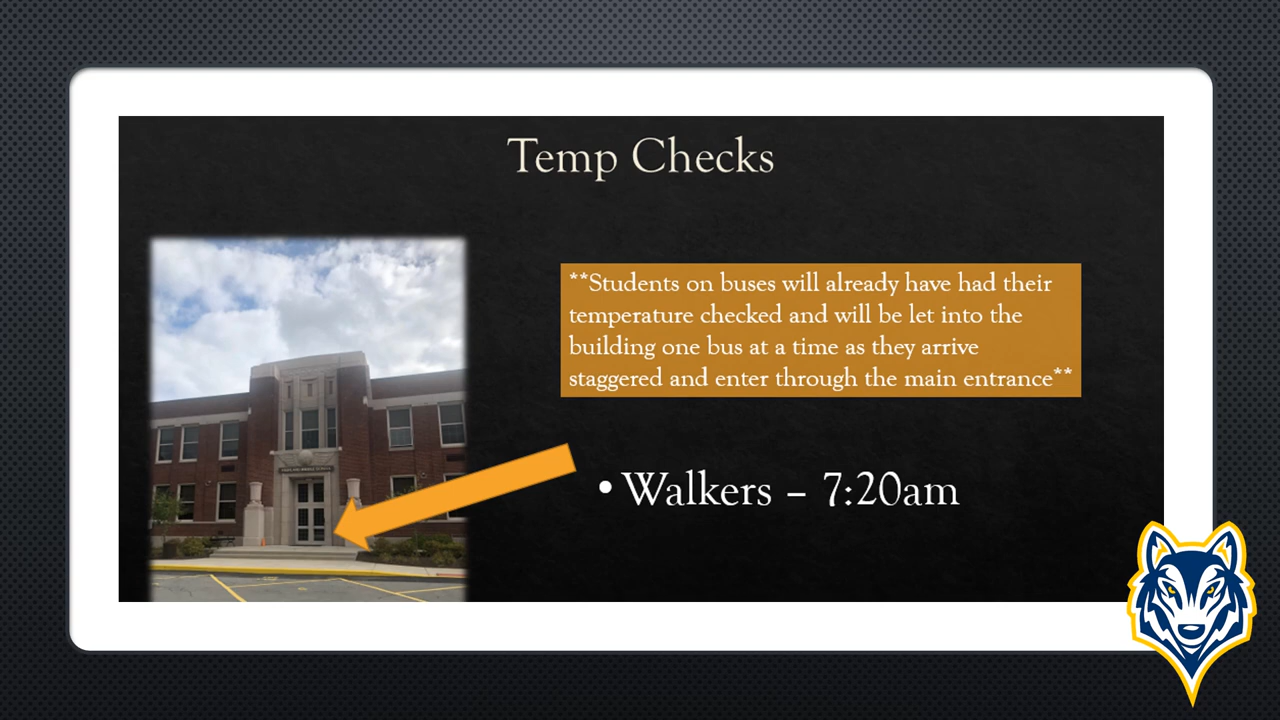 Temp Checks
**Students on buses will already have had their
temperature checked and will be let into the
building one bus at a time as they arrive
staggered and enter through the main entrance**
• Walkers – 7:20am